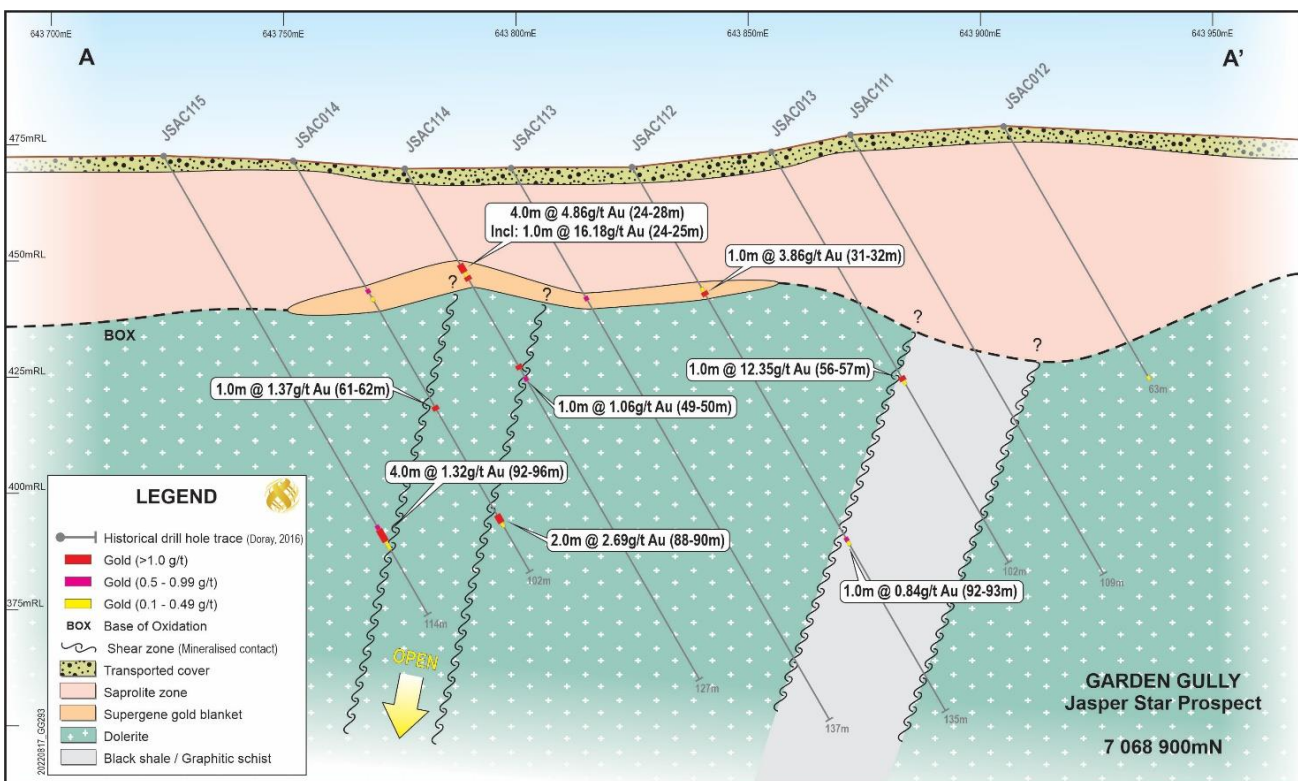 643 700mE
643 750mE
643 800mE
643 850mE
643 900mE
643 950mE
A
A'
JSAC115
JSAC014
JSAC114
JSAC113
JSAC112
JSAC013
JSAC111
JSAC012
475mRL
450mRL
425mRL
400mRL
375mRL
4.0m @ 4.86g/t Au (24-28m)
Incl: 1.0m @ 16.18g/t Au (24-25m)
1.0m @ 3.86g/t Au (31-32m)
?
?
?
?
BOX
1.0m @ 1.37g/t Au (61-62m)
1.0m @ 1.06g/t Au (49-50m)
1.0m @ 12.35g/t Au (56-57m)
63m
4.0m @ 1.32g/t Au (92-96m)
2.0m @ 2.69g/t Au (88-90m)
1.0m @ 0.84g/t Au (92-93m)
102m
102m
109m
114m
127m
135m
137m
OPEN
LEGEND
Historical drill hole trace (Doray, 2016)
Gold (>1.0 g/t)
Gold (0.5 - 0.99 g/t)
Gold (0.1 - 0.49 g/t)
BOX Base of Oxidation
Shear zone (Mineralised contact)
Transported cover
Saprolite zone
Supergene gold blanket
Dolerite
Black shale / Graphitic schist
20220817_GG293
GARDEN GULLY
Jasper Star Prospect
7 068 900mN